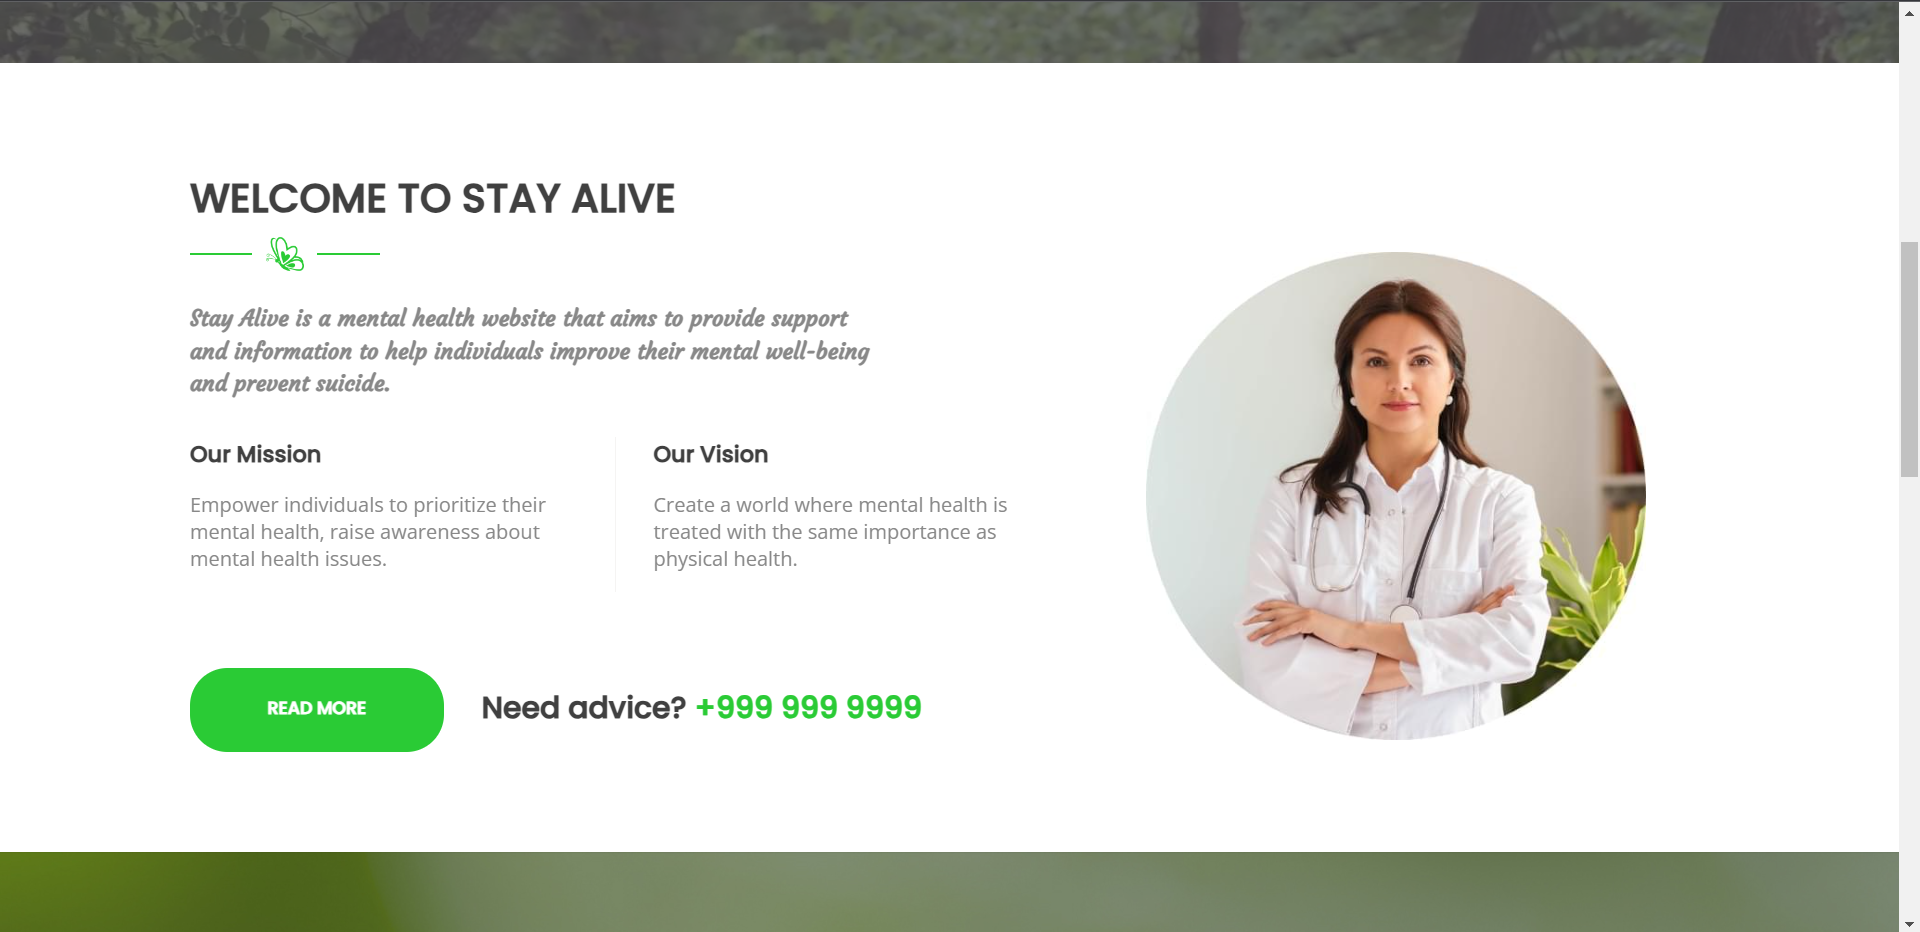 WELCOME TO STAY ALIVE
Stay Alive is a mental health website that aims to provide support
and information to help individuals improve their mental well-being
and prevent suicide.
Our Mission
Empower individuals to prioritize their
mental health, raise awareness about
mental health issues.
Our Vision
Create a world where mental health is
treated with the same importance as
physical health.
READ MORE
Need advice? +999 999 9999